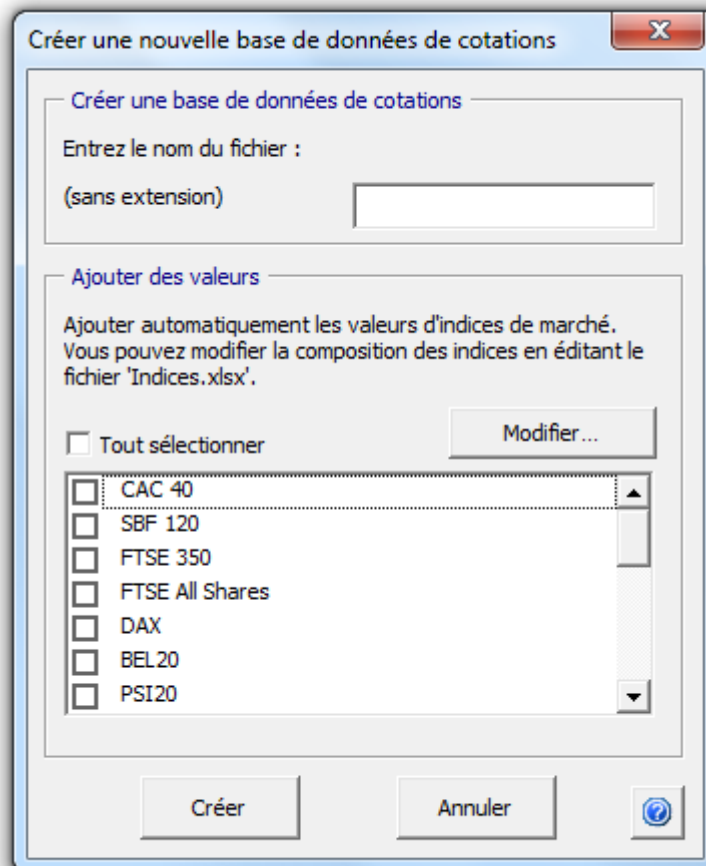 Créer une nouvelle base de données de cotations
Créer une base de données de cotations
Entrez le nom du fichier :
(sans extension)
Ajouter des valeurs
Ajouter automatiquement les valeurs d'indices de marché.
Vous pouvez modifier la composition des indices en éditant le
fichier 'Indices.xlsx'.
Tout sélectionner
Modifier...
CAC 40
SBF 120
FTSE 350
FTSE All Shares
DAX
BEL20
PSI20
Créer
Annuler